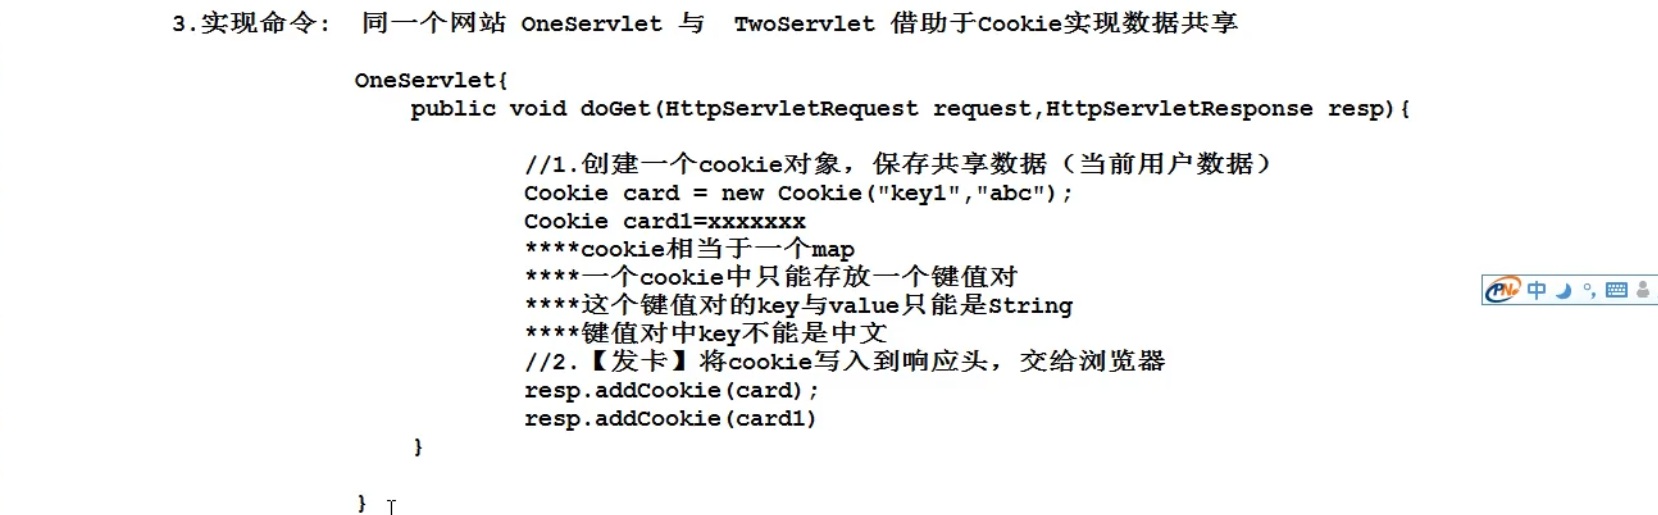 3.实现命令: 同一个网站 OneServlet 与 TwoServlet 借助于Cookie实现数据共享
OneServlet{
public void doGet(HttpServletRequest request,HttpServletResponse resp){
//1.创建一个cookie对象，保存共享数据（当前用户数据）
Cookie card = new Cookie("key1","abc");
Cookie card1=xxxxxxx
****cookie相当于一个map
****一个cookie中只能存放一个键值对
****这个键值对的key与value只能是String
****键值对中key不能是中文
//2.【发卡】将cookie写入到响应头，交给浏览器
resp.addCookie(card);
resp.addCookie(card1)
}
}
中